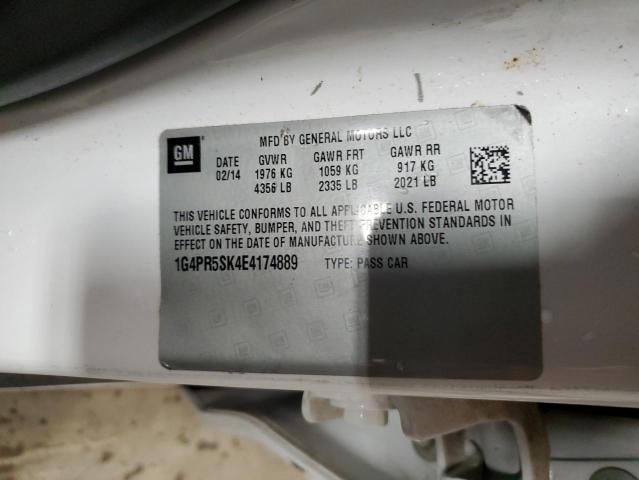 GM
MFD BY GENERAL MOTORS LLC
DATE GVWR GAWR FRT GAWR RR
02/14 1976 KG 1059 KG 917 KG
4356 LB 2335 LB 2021 LB
THIS VEHICLE CONFORMS TO ALL APPLICABLE U.S. FEDERAL MOTOR
VEHICLE SAFETY, BUMPER, AND THEFT PREVENTION STANDARDS IN
EFFECT ON THE DATE OF MANUFACTURE SHOWN ABOVE.
1G4PR5SK4E4174889 TYPE: PASS CAR